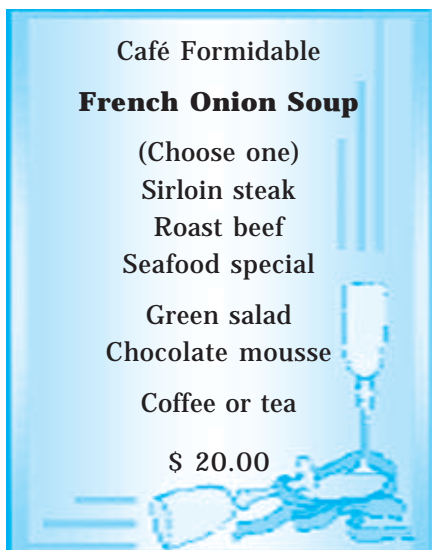 Café Formidable
French Onion Soup
(Choose one)
Sirloin steak
Roast beef
Seafood special
Green salad
Chocolate mousse
Coffee or tea
$ 20.00